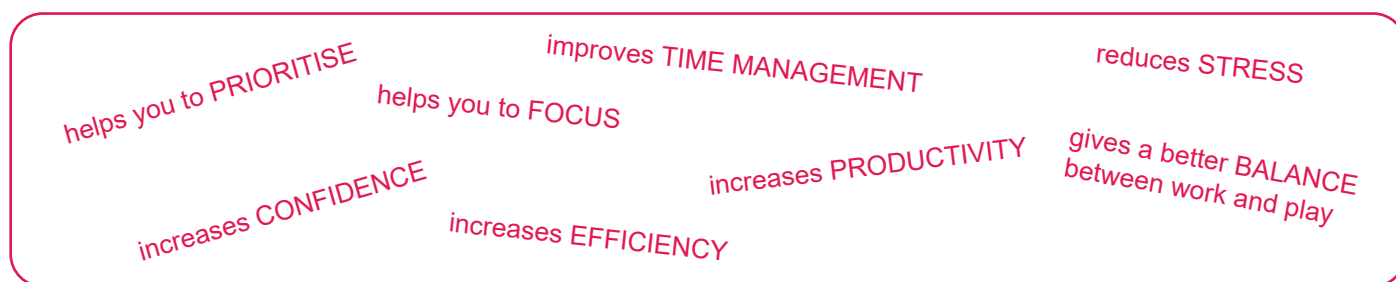 helps you to PRIORITISE
improves TIME MANAGEMENT
reduces STRESS
helps you to FOCUS
increases PRODUCTIVITY
gives a better BALANCE
between work and play
increases CONFIDENCE
increases EFFICIENCY